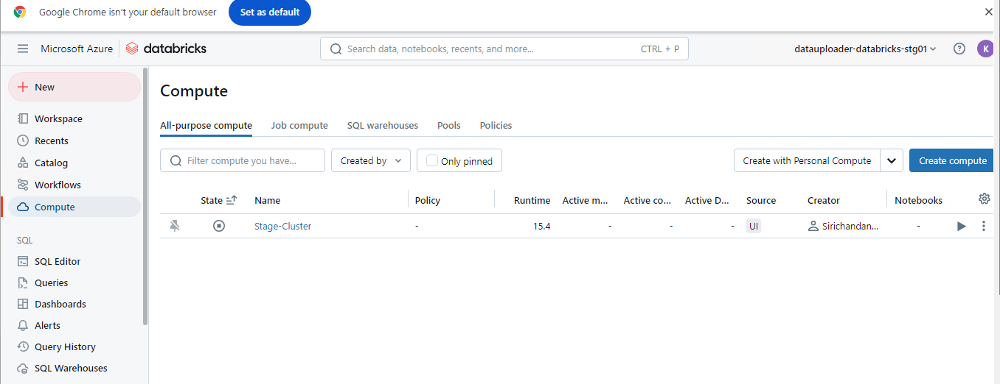 Google Chrome isn't your default browser
Set as default
Microsoft Azure
databricks
Search data, notebooks, recents, and more...
CTRL + P
datauploader-databricks-stg01
K
New
Workspace
Recents
Catalog
Workflows
Compute
SQL
SQL Editor
Queries
Dashboards
Alerts
Query History
SQL Warehouses
Compute
All-purpose compute
Job compute
SQL warehouses
Pools
Policies
Filter compute you have...
Created by
Only pinned
Create with Personal Compute
Create compute
State Name Policy Runtime Active m... Active co... Active D... Source Creator Notebooks
Stage-Cluster - 15.4 - - - UI Sirichandan... -